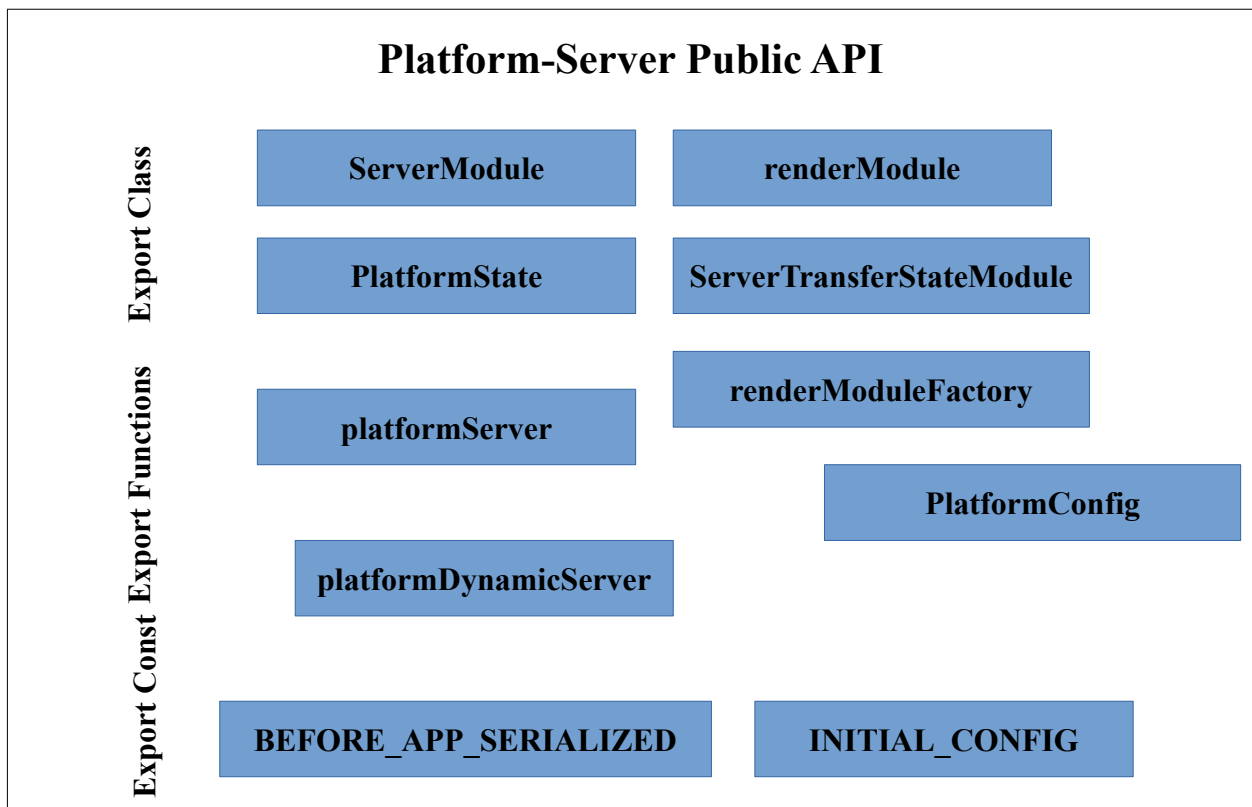 Platform-Server Public API
Export Class
ServerModule
renderModule
PlatformState
ServerTransferStateModule
Export Functions
renderModuleFactory
platformServer
PlatformConfig
platformDynamicServer
Export Const
BEFORE_APP_SERIALIZED
INITIAL_CONFIG